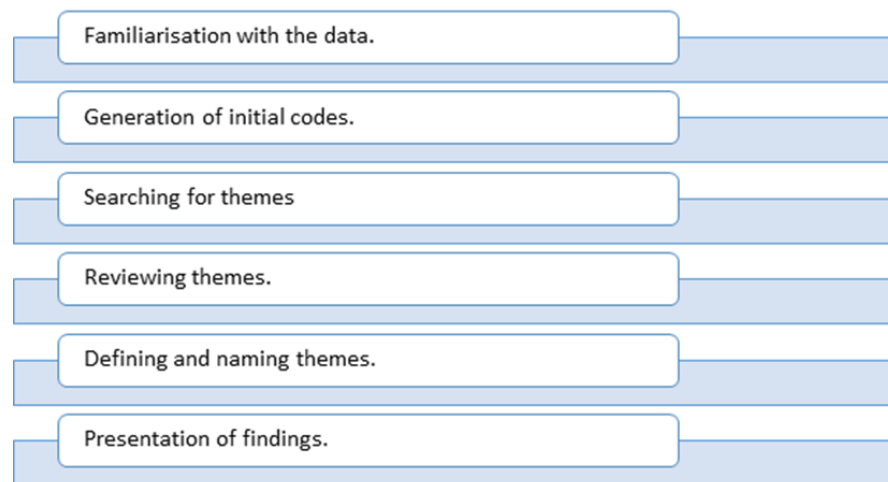 Familiarisation with the data.
Generation of initial codes.
Searching for themes
Reviewing themes.
Defining and naming themes.
Presentation of findings.